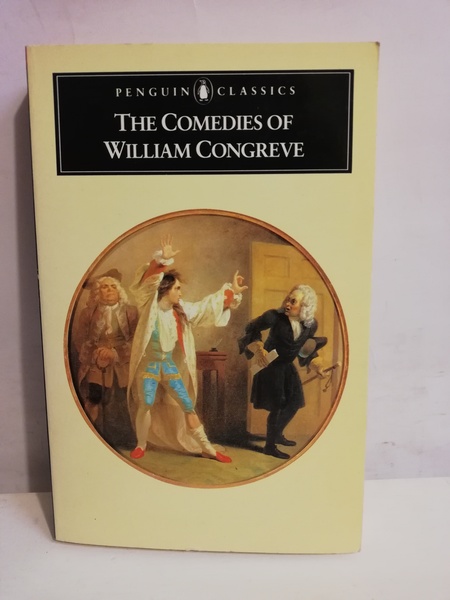 PENGUIN CLASSICS
THE COMEDIES OF
WILLIAM CONGREVE